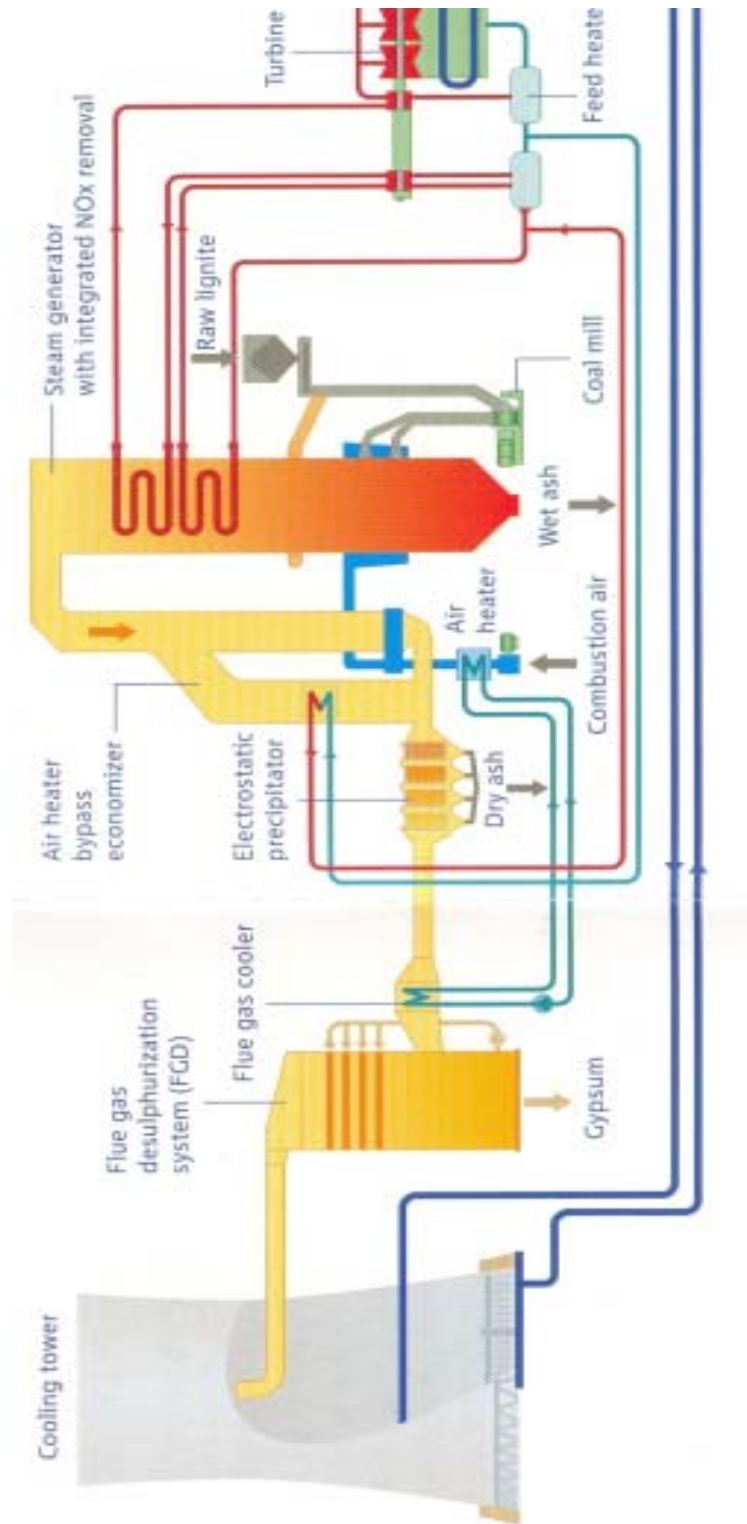 Cooling tower
Flue gas
desulphurization
system (FGD)
Flue gas cooler
Air heater
bypass
economizer
Electrostatic
precipitator
Steam generator
with integrated NOx removal
Raw lignite
Turbine
Gypsum
Dry ash
Air
heater
Combustion air
Wet ash
Coal mill
Feed heate